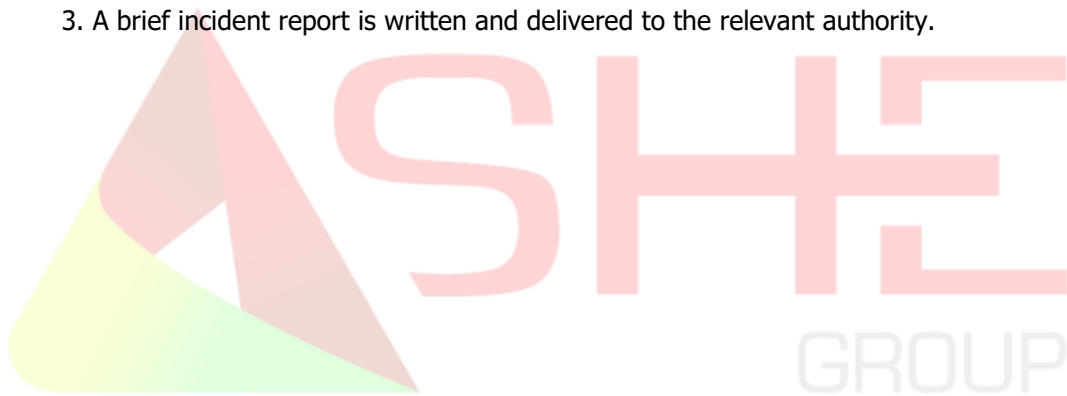 3. A brief incident report is written and delivered to the relevant authority.
SHE
GROUP